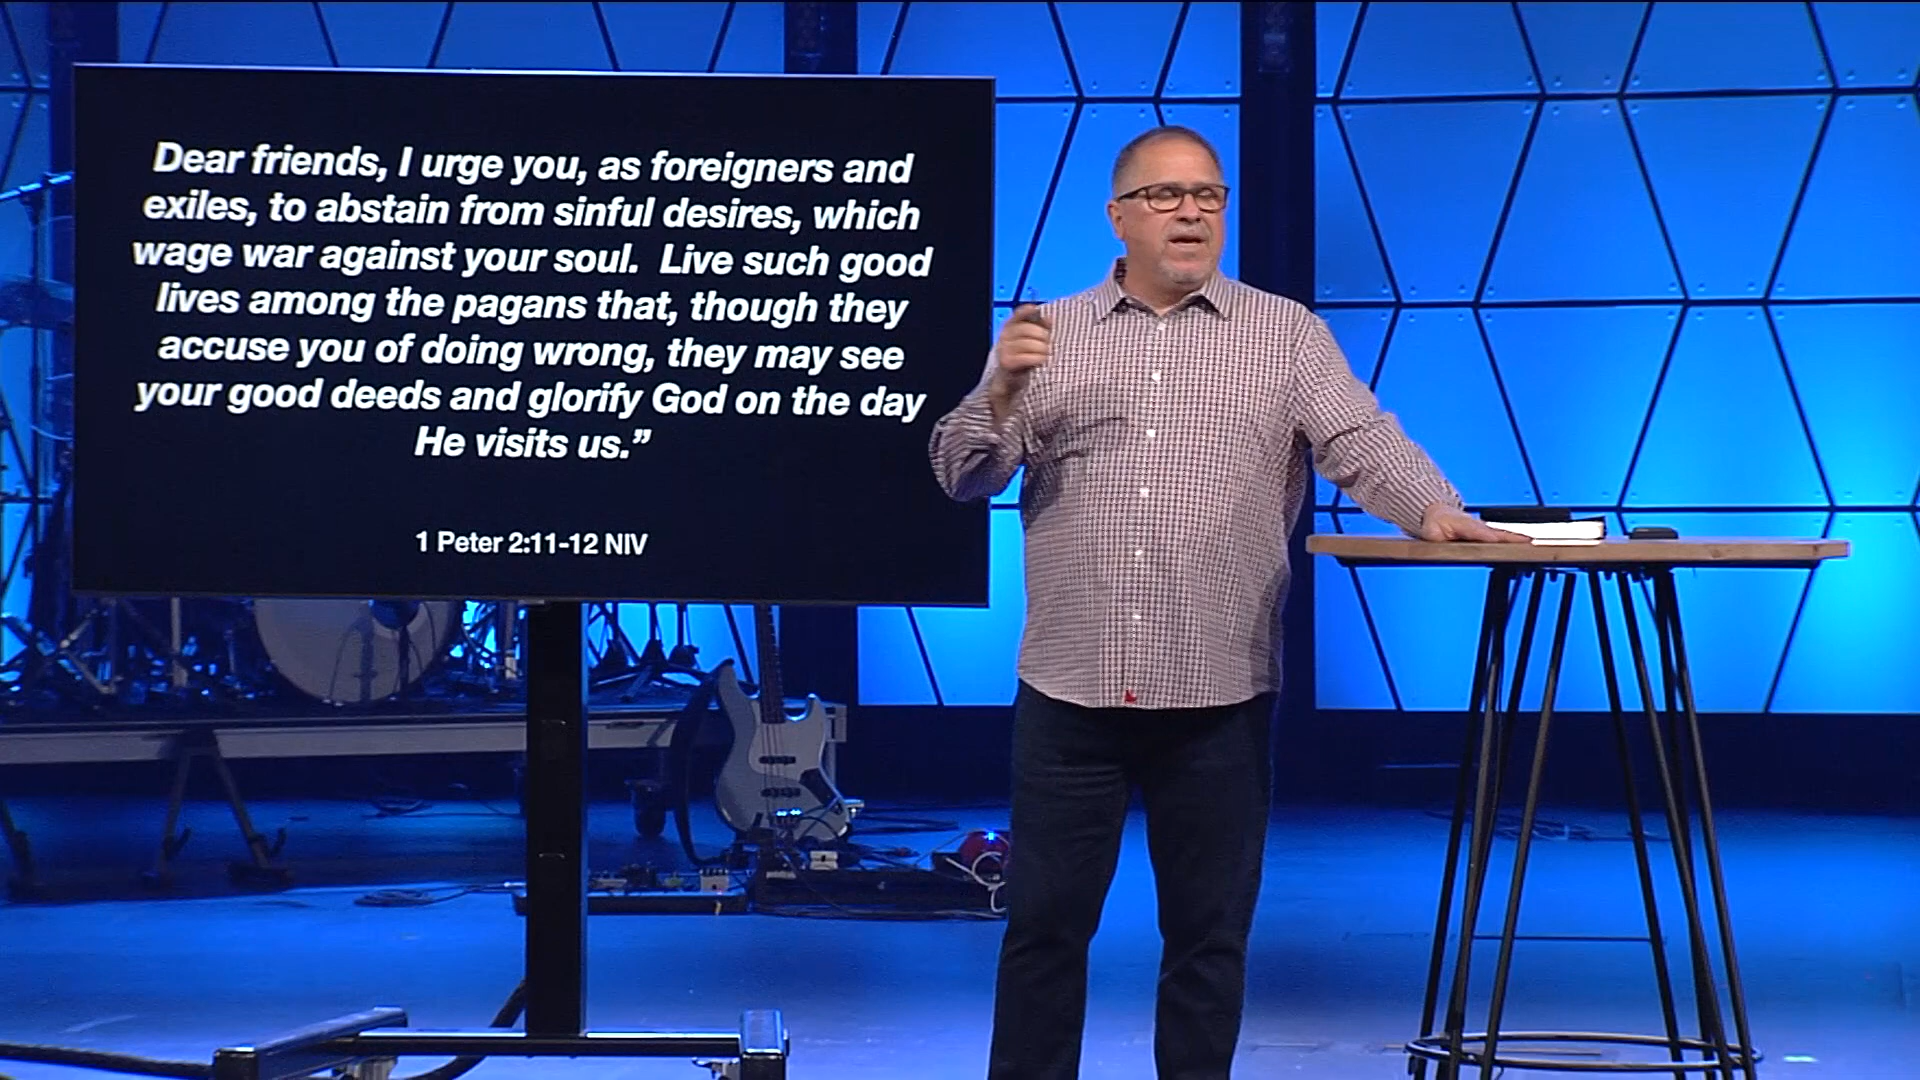 Dear friends, I urge you, as foreigners and
exiles, to abstain from sinful desires, which
wage war against your soul.  Live such good
lives among the pagans that, though they
accuse you of doing wrong, they may see
your good deeds and glorify God on the day
He visits us.”
1 Peter 2:11-12 NIV